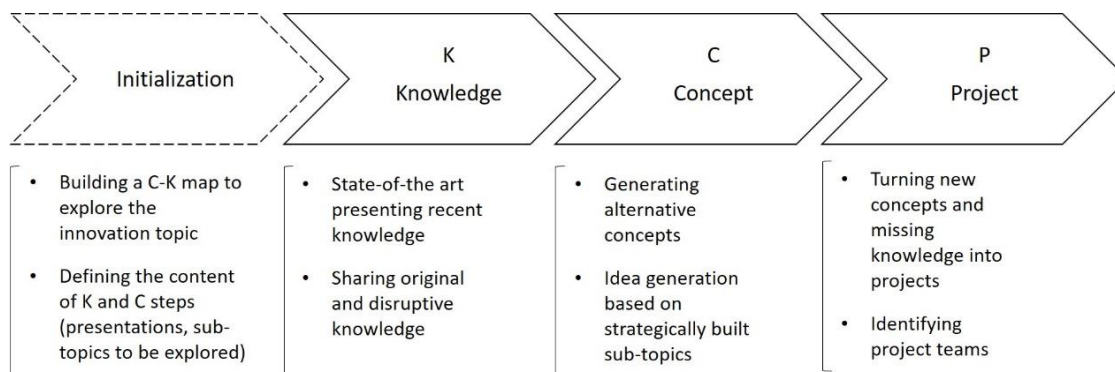 Initialization
K
Knowledge
C
Concept
P
Project
• Building a C-K map to
explore the
innovation topic
• Defining the content
of K and C steps
(presentations, sub-
topics to be explored)
• State-of-the art
presenting recent
knowledge
• Sharing original
and disruptive
knowledge
• Generating
alternative
concepts
• Idea generation
based on
strategically built
sub-topics
• Turning new
concepts and
missing
knowledge into
projects
• Identifying
project teams